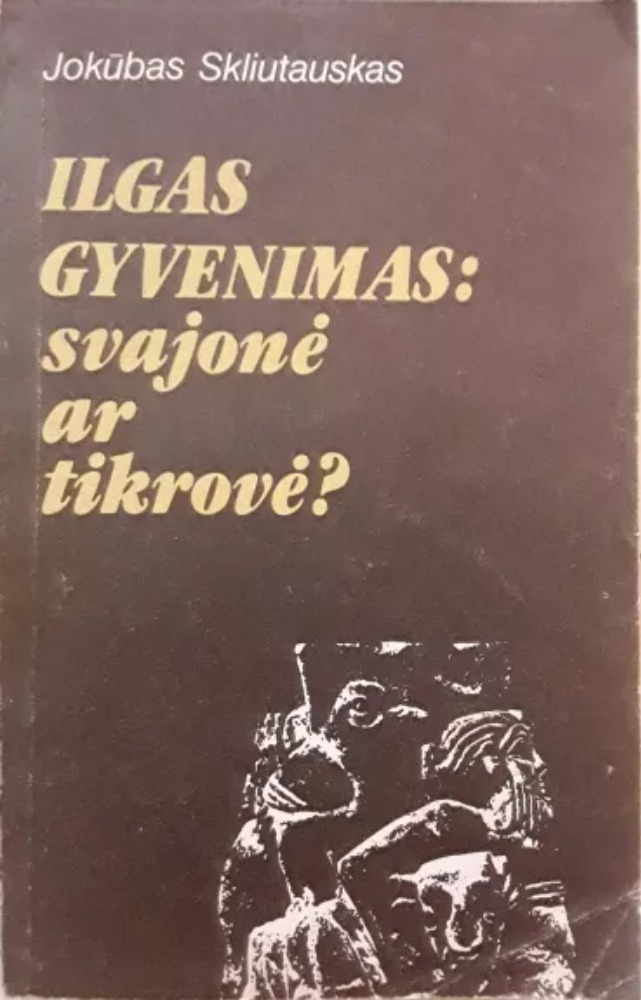 Jokūbas Skliutauskas
ILGAS
GYVENIMAS:
svajonė
ar
tikrovė?